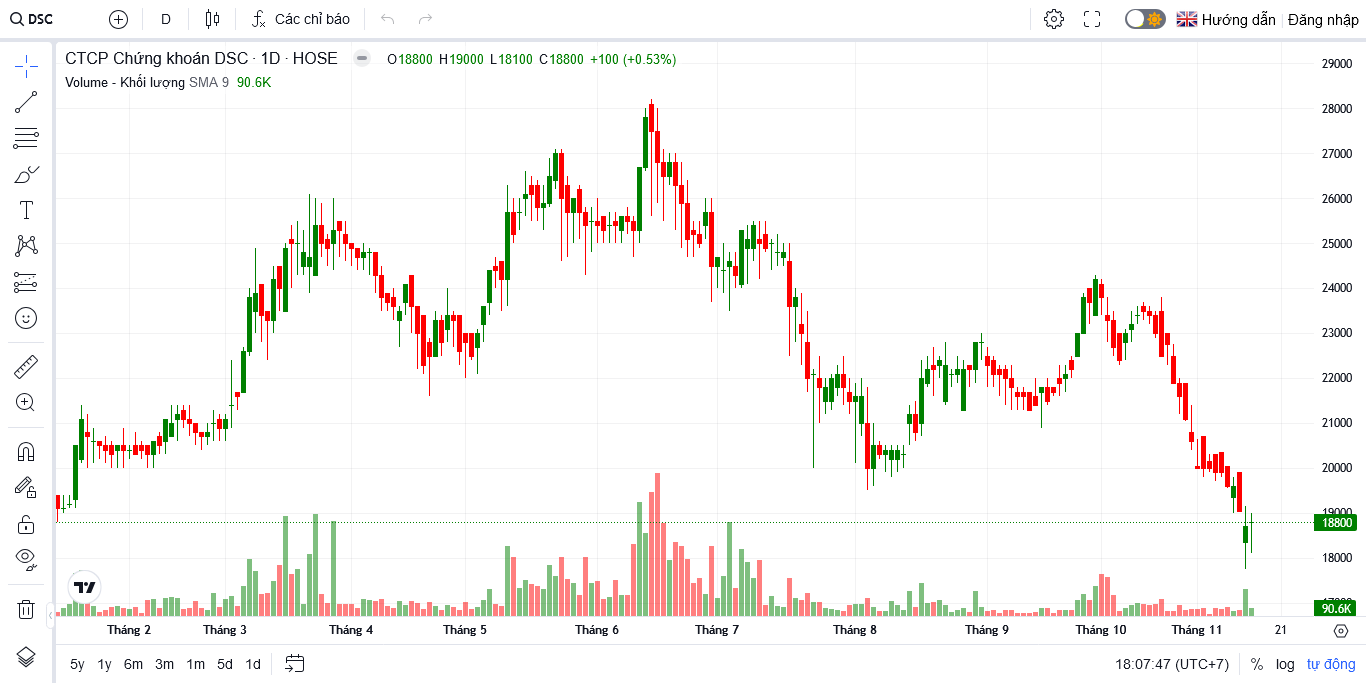 DSC D Các chỉ báo Hướng dẫn Đăng nhập
CTCP Chứng khoán DSC · 1D · HOSE O18800 H19000 L18100 C18800 +100 (+0.53%)
Volume - Khối lượng SMA 9 90.6K
29000
28000
27000
26000
25000
24000
23000
22000
21000
20000
19000
18800
18000
90.6K
Tháng 2 Tháng 3 Tháng 4 Tháng 5 Tháng 6 Tháng 7 Tháng 8 Tháng 9 Tháng 10 Tháng 11 21
5y 1y 6m 3m 1m 5d 1d 18:07:47 (UTC+7) % log tự động